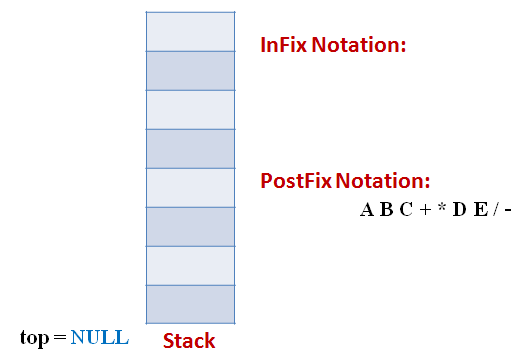 InFix Notation:
PostFix Notation:
A B C + * D E / -
top = NULL
Stack